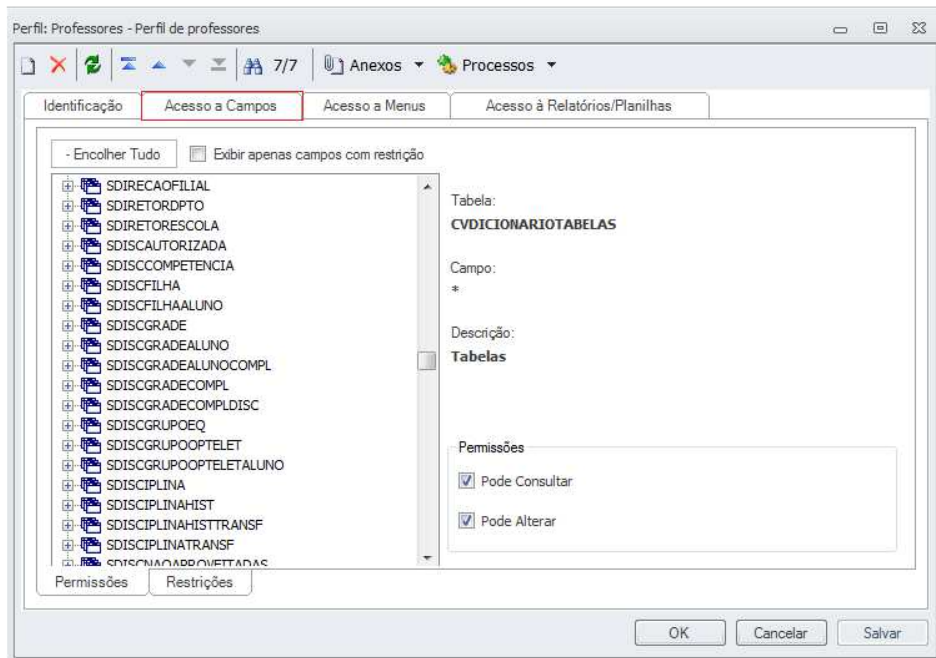 Perfil: Professores - Perfil de professores
7/7 Anexos Processos
Identificação Acesso a Campos Acesso a Menus Acesso à Relatórios/Planilhas
- Encolher Tudo Exibir apenas campos com restrição
SDIRECAOFILIAL
SDIRETORDPTO
SDIRETORESCOLA
SDISCAUTORIZADA
SDISCCOMPETENCIA
SDISCFILHA
SDISCFILHAALUNO
SDISCGRADE
SDISCGRADEALUNO
SDISCGRADEALUNOCOMPL
SDISCGRADECOMPL
SDISCGRADECOMPLDISC
SDISCGRUPOEQ
SDISCGRUPOOPTELET
SDISCGRUPOOPTELETALUNO
SDISCIPLINA
SDISCIPLINAHIST
SDISCIPLINAHISTTRANSF
SDISCIPLINATRANSF
SDISCNAOAPROVEITADAS
Tabela:
CVDICIONARIOTABELAS
Campo:
*
Descrição:
Tabelas
Permissões
Pode Consultar
Pode Alterar
Permissões Restrições
OK Cancelar Salvar